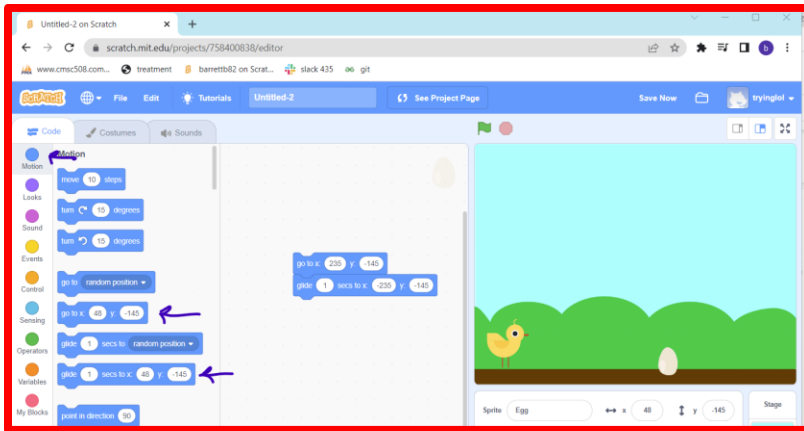 Untitled-2 on Scratch
scratch.mit.edu/projects/758400838/editor
b
www.cmsc508.com... treatment barrettb82 on Scrat... slack 435 git
SCRATCH File Edit Tutorials Untitled-2 See Project Page Save Now tryinglol
Code Costumes Sounds
Motion
Looks
Sound
Events
Control
Sensing
Operators
Variables
My Blocks
Motion
move 10 steps
turn 15 degrees
turn 15 degrees
go to random position
go to x: 48 y: -145
glide 1 secs to random position
glide 1 secs to x: 48 y: -145
point in direction 90
go to x: 235 y: -145
glide 1 secs to x: -235 y: -145
Sprite Egg x 48 y -145
Stage